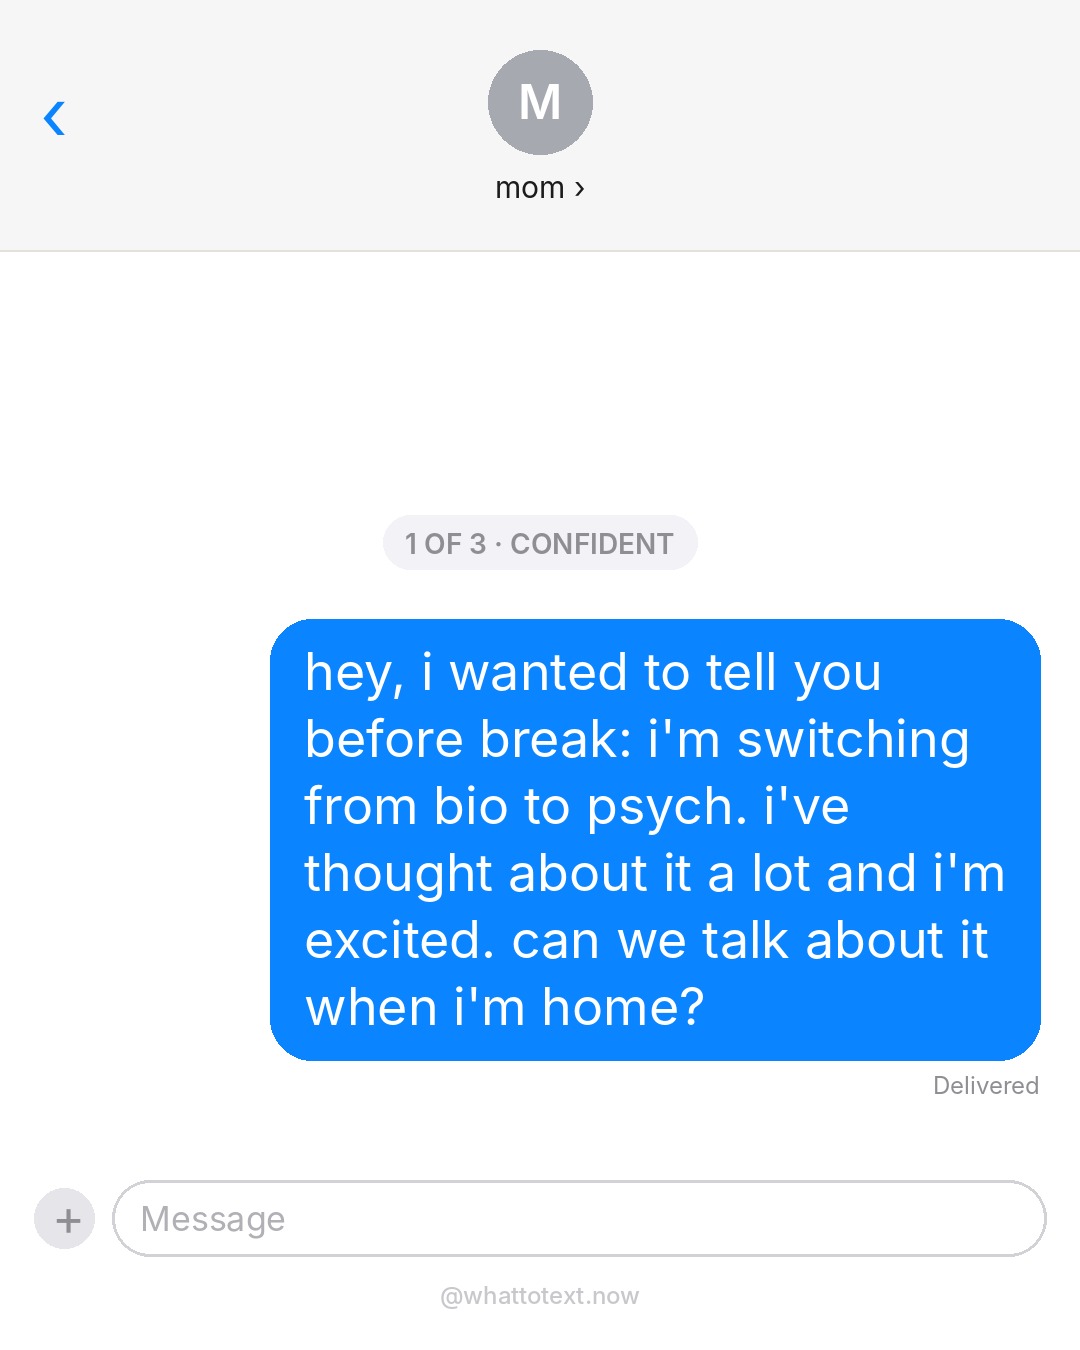 M
mom ›
1 OF 3 · CONFIDENT
hey, i wanted to tell you
before break: i'm switching
from bio to psych. i've
thought about it a lot and i'm
excited. can we talk about it
when i'm home?
Delivered
+
Message
@whattotext.now